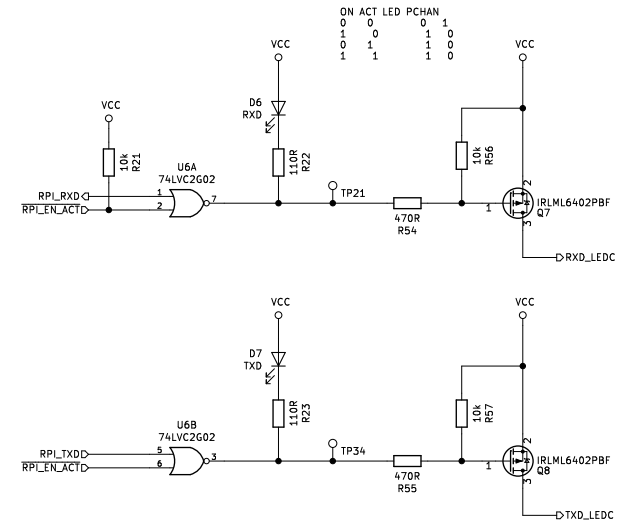 ON ACT LED PCHAN
0 0 0 1
1 0 1 0
0 1 1 0
1 1 1 0
VCC
VCC
D6
RXD
VCC
10k
R21
110R
R22
10k
R56
U6A
74LVC2G02
TP21
RPI_RXD
1
7
2
RPI_EN_ACT
2
470R
R54
1
IRLML6402PBF
Q7
3
RXD_LEDC
VCC
VCC
D7
TXD
110R
R23
10k
R57
U6B
74LVC2G02
TP34
RPI_TXD
5
3
2
RPI_EN_ACT
6
470R
R55
1
IRLML6402PBF
Q8
3
TXD_LEDC